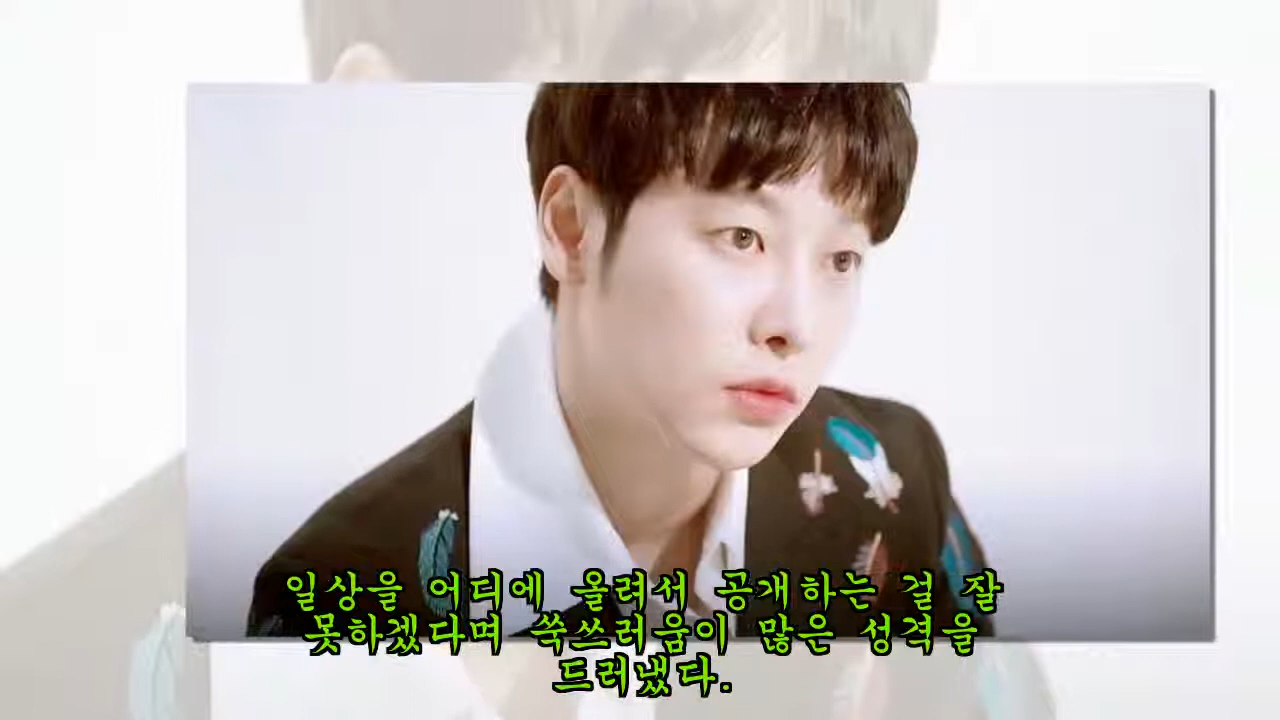 일상을 어디에 올려서 공개하는 걸 잘
못하겠다며 쑥쓰러움이 많은 성격을
드러냈다.